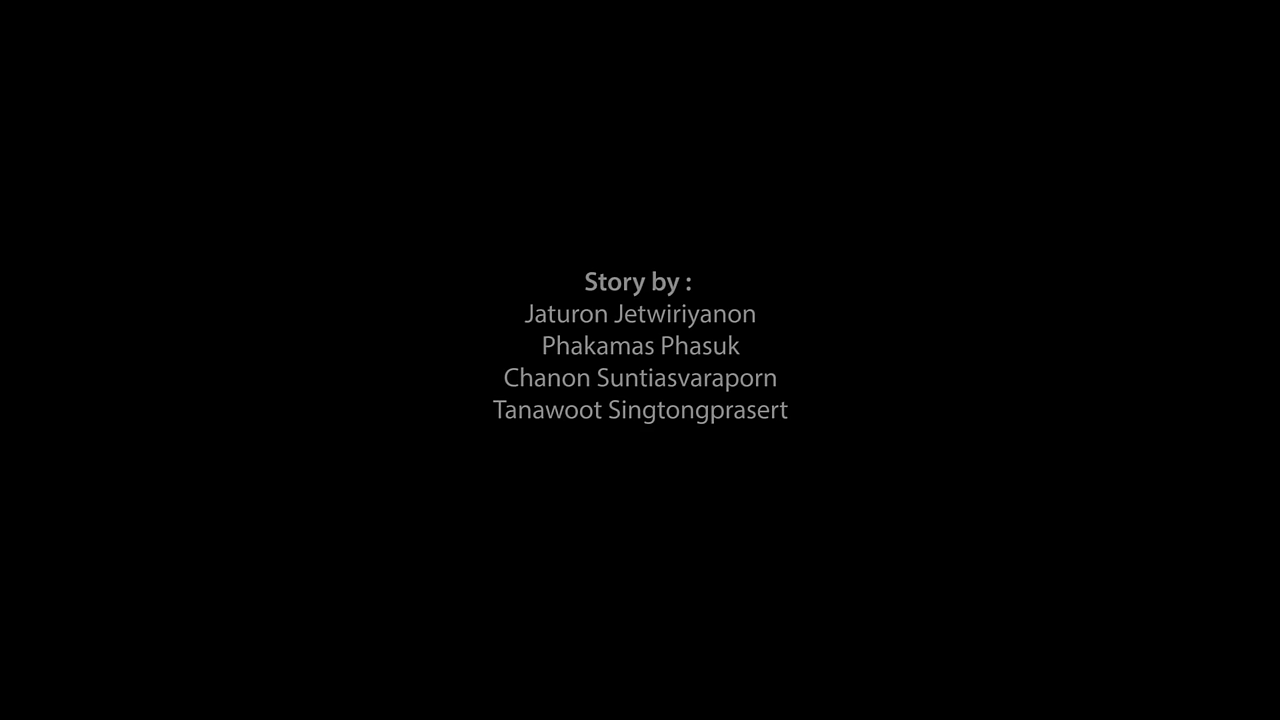 Story by :
Jaturon Jetwiriyanon
Phakamas Phasuk
Chanon Suntiasvaraporn
Tanawoot Singtongprasert